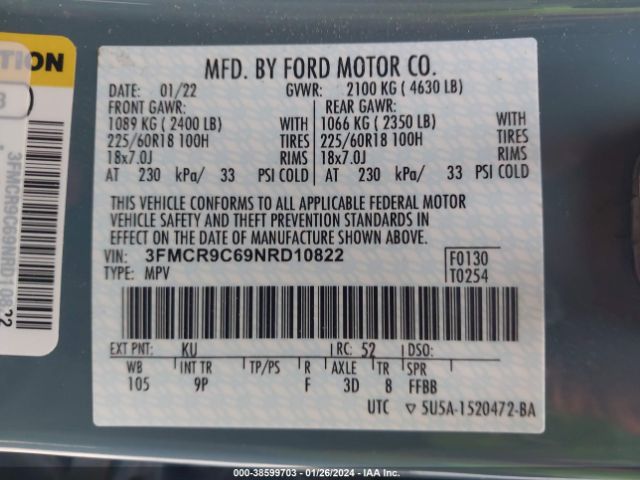 TION
3FMCR9C69NRD10822
MFD. BY FORD MOTOR CO.
DATE: 01/22 GVWR: 2100 KG ( 4630 LB)
FRONT GAWR: REAR GAWR:
1089 KG ( 2400 LB) WITH 1066 KG ( 2350 LB) WITH
225/60R18 100H TIRES 225/60R18 100H TIRES
18x7.0J RIMS 18x7.0J RIMS
AT 230 kPa/ 33 PSI COLD AT 230 kPa/ 33 PSI COLD
THIS VEHICLE CONFORMS TO ALL APPLICABLE FEDERAL MOTOR
VEHICLE SAFETY AND THEFT PREVENTION STANDARDS IN
EFFECT ON THE DATE OF MANUFACTURE SHOWN ABOVE.
VIN: 3FMCR9C69NRD10822 F0130
TYPE: MPV T0254
EXT PNT: KU RC: 52 DSO:
WB INT TR TP/PS R AXLE TR SPR
105 9P F 3D 8 FFBB
UTC 5U5A-1520472-BA
000-38599703 - 01/26/2024 - IAA Inc.